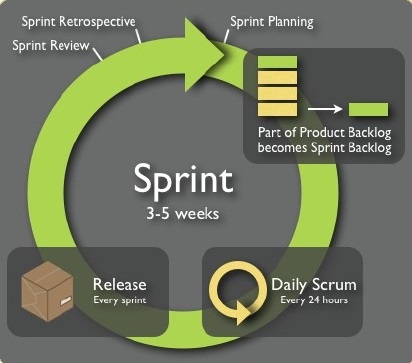 Sprint Retrospective
Sprint Planning
Sprint Review
Part of Product Backlog
becomes Sprint Backlog
Sprint
3-5 weeks
Release
Every sprint
Daily Scrum
Every 24 hours